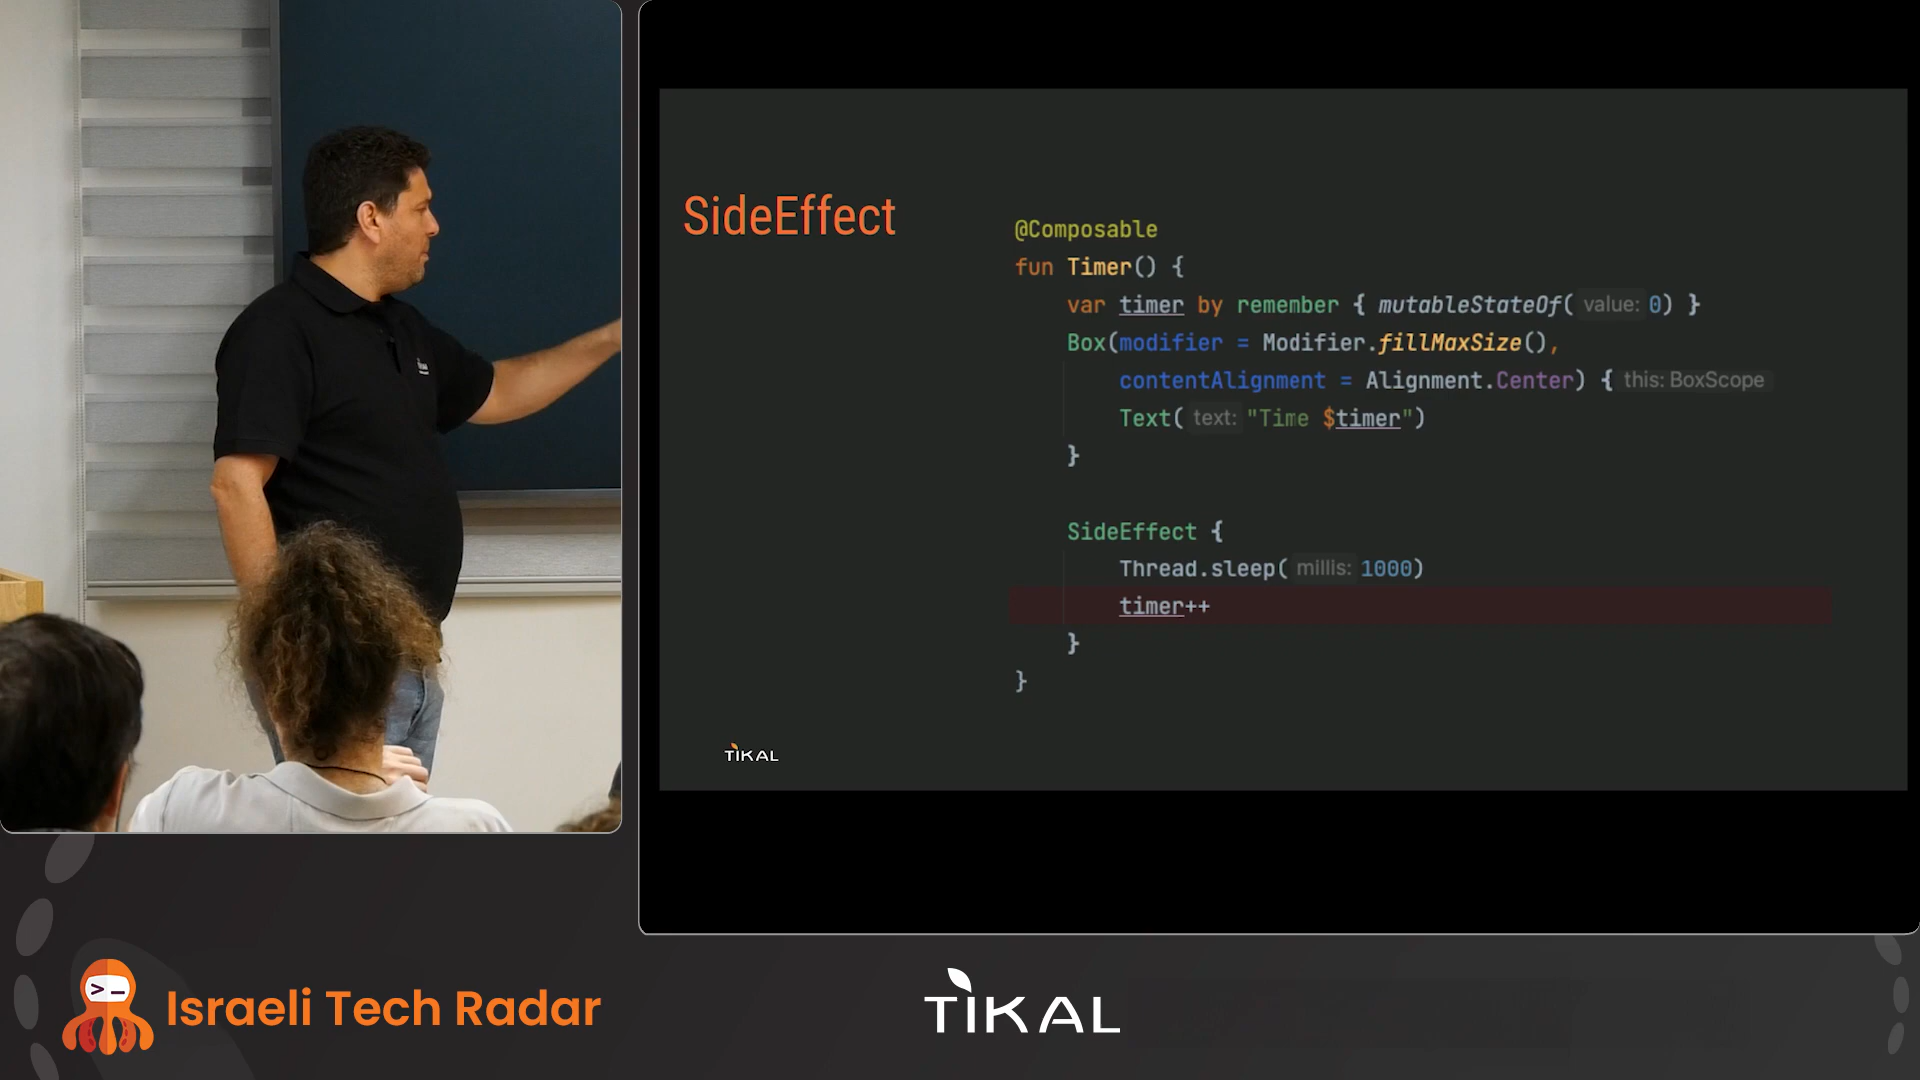 SideEffect
@Composable
fun Timer() {
var timer by remember { mutableStateOf( value: 0) }
Box(modifier = Modifier.fillMaxSize(),
contentAlignment = Alignment.Center) { this: BoxScope
Text( text: "Time $timer")
}
SideEffect {
Thread.sleep( millis: 1000)
timer++
}
}
TIKAL
>_ Israeli Tech Radar
TIKAL